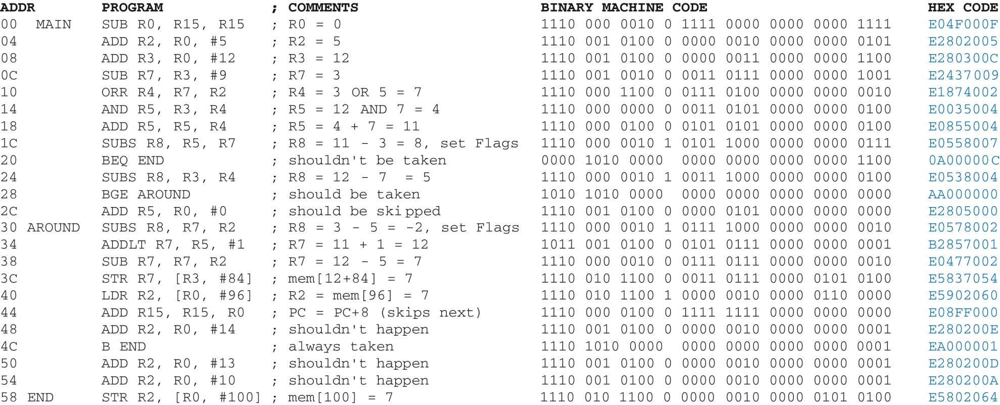 ADDR PROGRAM ; COMMENTS BINARY MACHINE CODE HEX CODE
00 MAIN SUB R0, R15, R15 ; R0 = 0 1110 000 0010 0 1111 0000 0000 0000 1111 E04F000F
04 ADD R2, R0, #5 ; R2 = 5 1110 001 0100 0 0000 0010 0000 0000 0101 E2802005
08 ADD R3, R0, #12 ; R3 = 12 1110 001 0100 0 0000 0011 0000 0000 1100 E280300C
0C SUB R7, R3, #9 ; R7 = 3 1110 001 0010 0 0011 0111 0000 0000 1001 E2437009
10 ORR R4, R7, R2 ; R4 = 3 OR 5 = 7 1110 000 1100 0 0111 0100 0000 0000 0010 E1874002
14 AND R5, R3, R4 ; R5 = 12 AND 7 = 4 1110 000 0000 0 0011 0101 0000 0000 0100 E0035004
18 ADD R5, R5, R4 ; R5 = 4 + 7 = 11 1110 000 0100 0 0101 0101 0000 0000 0100 E0855004
1C SUBS R8, R5, R7 ; R8 = 11 - 3 = 8, set Flags 1110 000 0010 1 0101 1000 0000 0000 0111 E0558007
20 BEQ END ; shouldn't be taken 0000 1010 0000 0000 0000 0000 0000 1100 0A00000C
24 SUBS R8, R3, R4 ; R8 = 12 - 7 = 5 1110 000 0010 1 0011 1000 0000 0000 0100 E0538004
28 BGE AROUND ; should be taken 1010 1010 0000 0000 0000 0000 0000 0000 AA000000
2C ADD R5, R0, #0 ; should be skipped 1110 001 0100 0 0000 0101 0000 0000 0000 E2805000
30 AROUND SUBS R8, R7, R2 ; R8 = 3 - 5 = -2, set Flags 1110 000 0010 1 0111 1000 0000 0000 0010 E0578002
34 ADDLT R7, R5, #1 ; R7 = 11 + 1 = 12 1011 001 0100 0 0101 0111 0000 0000 0001 B2857001
38 SUB R7, R7, R2 ; R7 = 12 - 5 = 7 1110 000 0010 0 0111 0111 0000 0000 0010 E0477002
3C STR R7, [R3, #84] ; mem[12+84] = 7 1110 010 1100 0 0011 0111 0000 0101 0100 E5837054
40 LDR R2, [R0, #96] ; R2 = mem[96] = 7 1110 010 1100 1 0000 0010 0000 0110 0000 E5902060
44 ADD R15, R15, R0 ; PC = PC+8 (skips next) 1110 000 0100 0 1111 1111 0000 0000 0000 E08FF000
48 ADD R2, R0, #14 ; shouldn't happen 1110 001 0100 0 0000 0010 0000 0000 0001 E280200E
4C B END ; always taken 1110 1010 0000 0000 0000 0000 0000 0001 EA000001
50 ADD R2, R0, #13 ; shouldn't happen 1110 001 0100 0 0000 0010 0000 0000 0001 E280200D
54 ADD R2, R0, #10 ; shouldn't happen 1110 001 0100 0 0000 0010 0000 0000 0001 E280200A
58 END STR R2, [R0, #100] ; mem[100] = 7 1110 010 1100 0 0000 0010 0000 0101 0100 E5802064